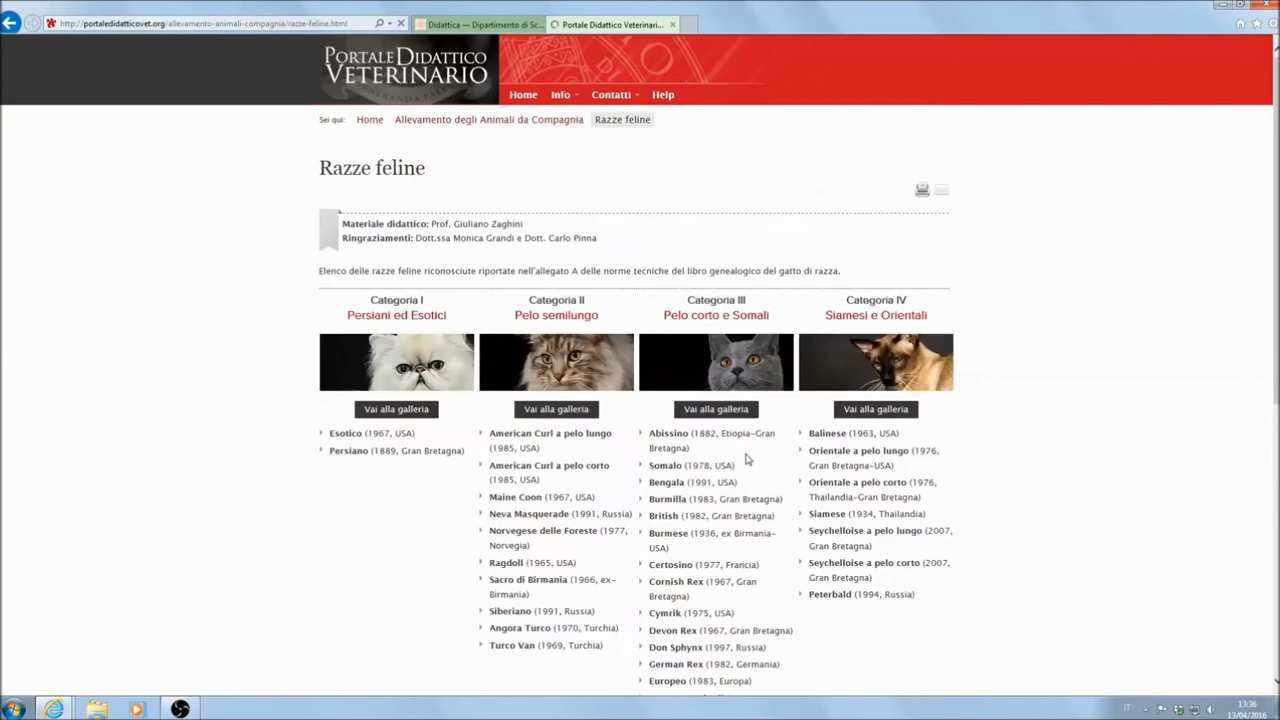 http://portaledidatticovet.org/allevamento-animali-compagnia/razze-feline.html
Didattica — Dipartimento di Sc...
Portale Didattico Veterinari...
PORTALE DIDATTICO
VETERINARIO
Home Info Contatti Help
Sei qui: Home Allevamento degli Animali da Compagnia Razze feline
Razze feline
Materiale didattico: Prof. Giuliano Zaghini
Ringraziamenti: Dott.ssa Monica Grandi e Dott. Carlo Pinna
Elenco delle razze feline riconosciute riportate nell'allegato A delle norme tecniche del libro genealogico del gatto di razza.
Categoria I
Persiani ed Esotici
Vai alla galleria
Esotico (1967, USA)
Persiano (1889, Gran Bretagna)
Categoria II
Pelo semilungo
Vai alla galleria
American Curl a pelo lungo
(1985, USA)
American Curl a pelo corto
(1985, USA)
Maine Coon (1967, USA)
Neva Masquerade (1991, Russia)
Norvegese delle Foreste (1977,
Norvegia)
Ragdoll (1965, USA)
Sacro di Birmania (1966, ex-
Birmania)
Siberiano (1991, Russia)
Angora Turco (1970, Turchia)
Turco Van (1969, Turchia)
Categoria III
Pelo corto e Somali
Vai alla galleria
Abissino (1882, Etiopia-Gran
Bretagna)
Somalo (1978, USA)
Bengala (1991, USA)
Burmilla (1983, Gran Bretagna)
British (1982, Gran Bretagna)
Burmese (1936, ex Birmania-
USA)
Certosino (1977, Francia)
Cornish Rex (1967, Gran
Bretagna)
Cymrik (1975, USA)
Devon Rex (1967, Gran Bretagna)
Don Sphynx (1997, Russia)
German Rex (1982, Germania)
Europeo (1983, Europa)
Categoria IV
Siamesi e Orientali
Vai alla galleria
Balinese (1963, USA)
Orientale a pelo lungo (1976,
Gran Bretagna-USA)
Orientale a pelo corto (1976,
Thailandia-Gran Bretagna)
Siamese (1934, Thailandia)
Seychelloise a pelo lungo (2007,
Gran Bretagna)
Seychelloise a pelo corto (2007,
Gran Bretagna)
Peterbald (1994, Russia)
IT
13:36
13/04/2016